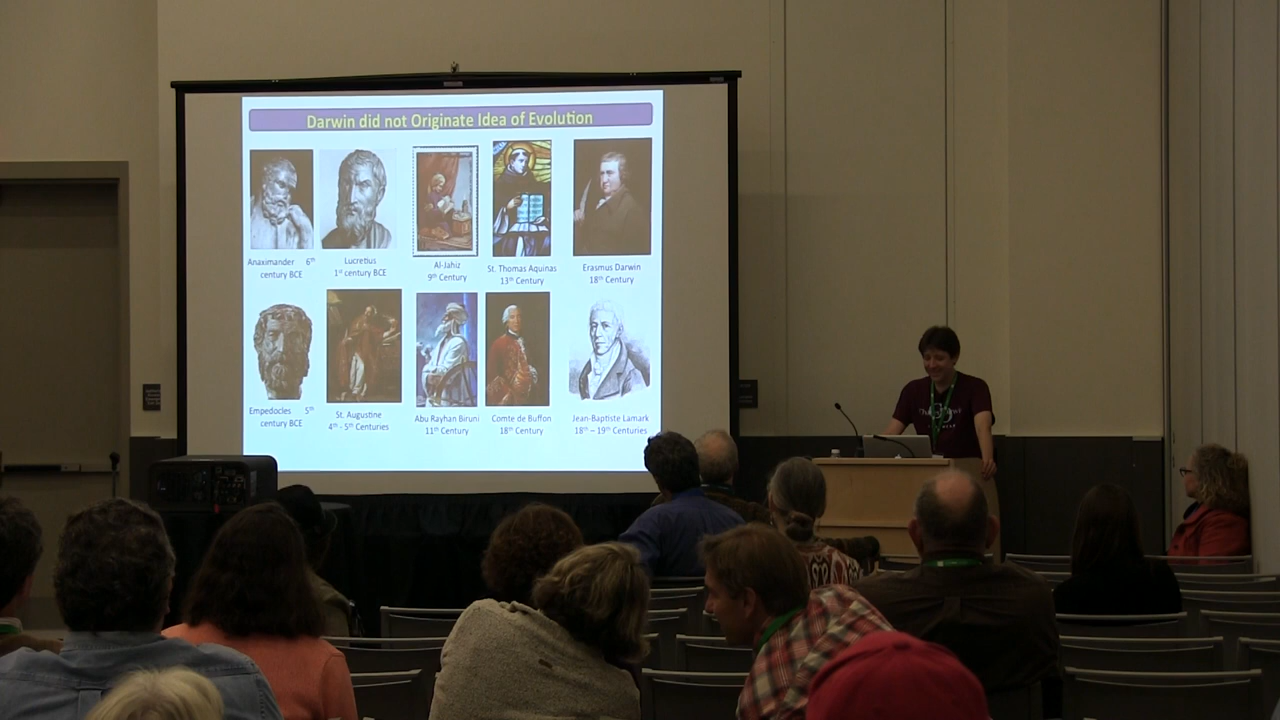 Darwin did not Originate Idea of Evolution
Anaximander 6th
century BCE
Lucretius
1st century BCE
Al-Jahiz
9th Century
St. Thomas Aquinas
13th Century
Erasmus Darwin
18th Century
Empedocles 5th
century BCE
St. Augustine
4th - 5th Centuries
Abu Rayhan Biruni
11th Century
Comte de Buffon
18th Century
Jean-Baptiste Lamark
18th – 19th Centuries